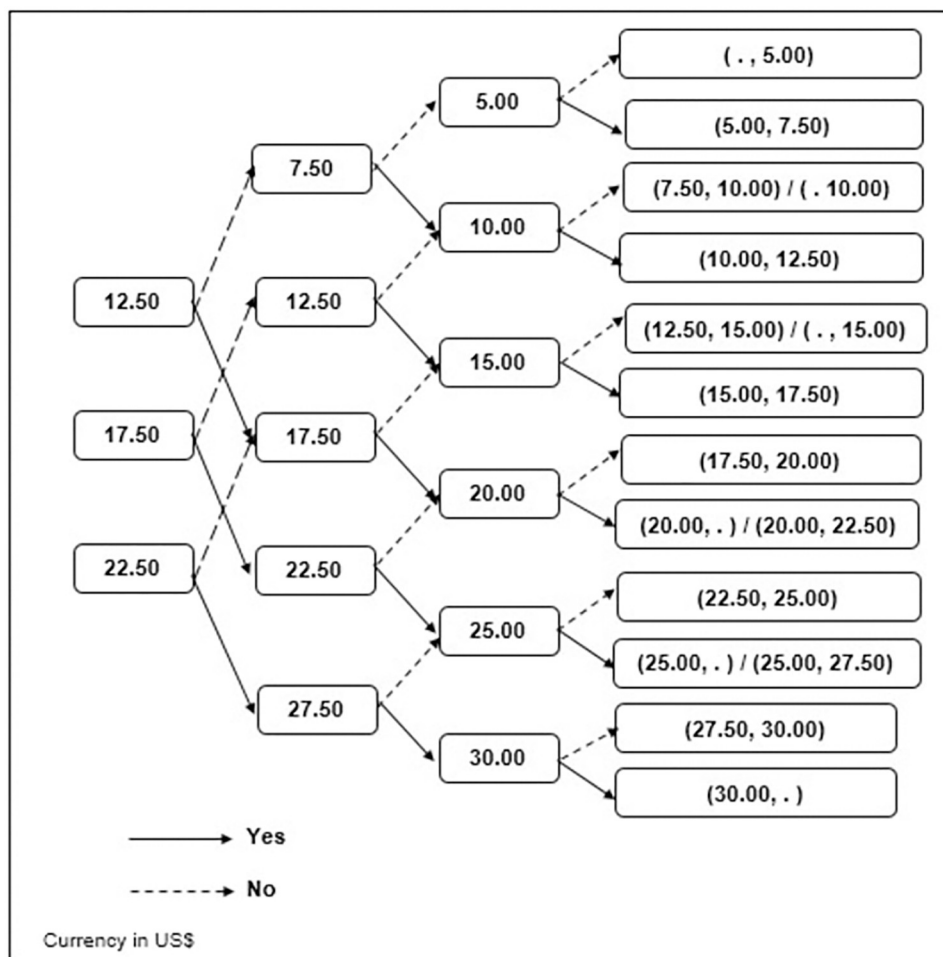 ( . , 5.00)
5.00
(5.00, 7.50)
7.50
(7.50, 10.00) / ( . 10.00)
10.00
(10.00, 12.50)
12.50
12.50
(12.50, 15.00) / ( . , 15.00)
15.00
(15.00, 17.50)
17.50
17.50
(17.50, 20.00)
20.00
(20.00, . ) / (20.00, 22.50)
22.50
22.50
(22.50, 25.00)
25.00
(25.00, . ) / (25.00, 27.50)
27.50
(27.50, 30.00)
30.00
(30.00, . )
Yes
No
Currency in US$